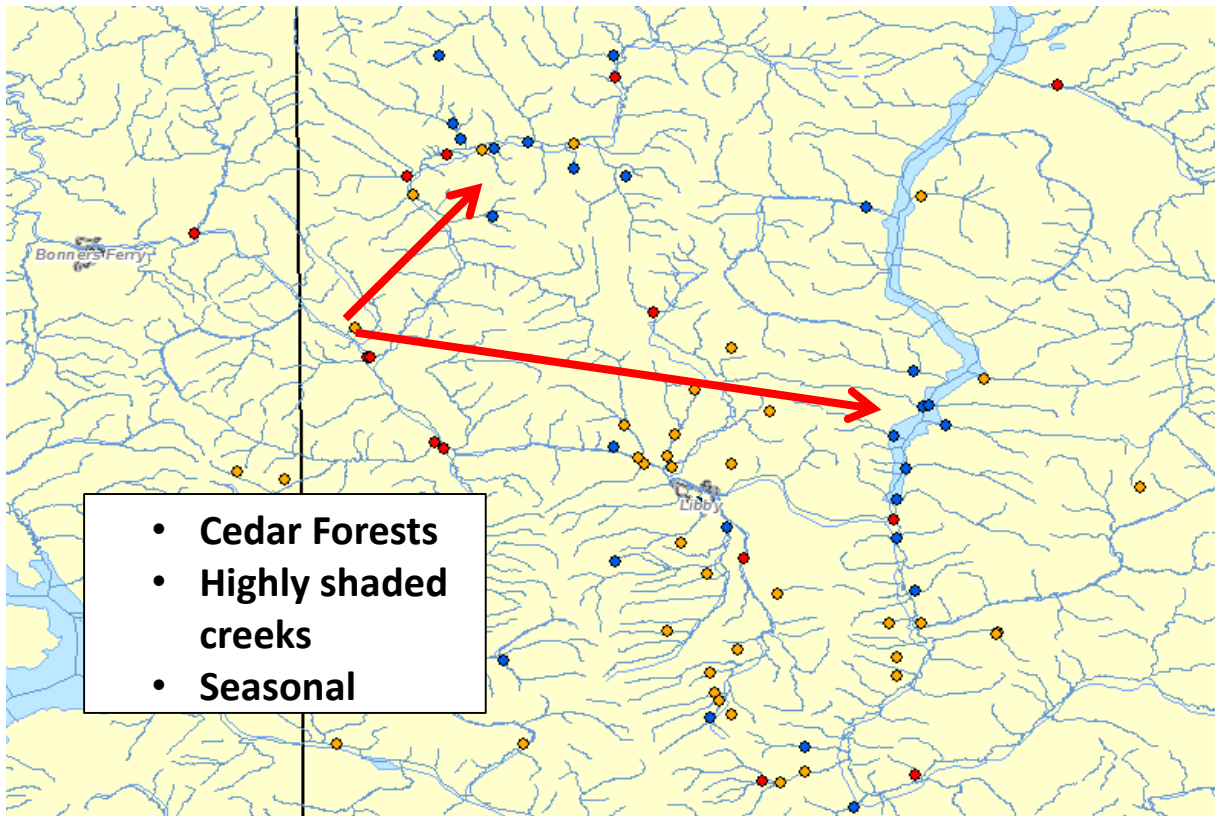 Bonners Ferry
Libby
• Cedar Forests
• Highly shaded
creeks
• Seasonal